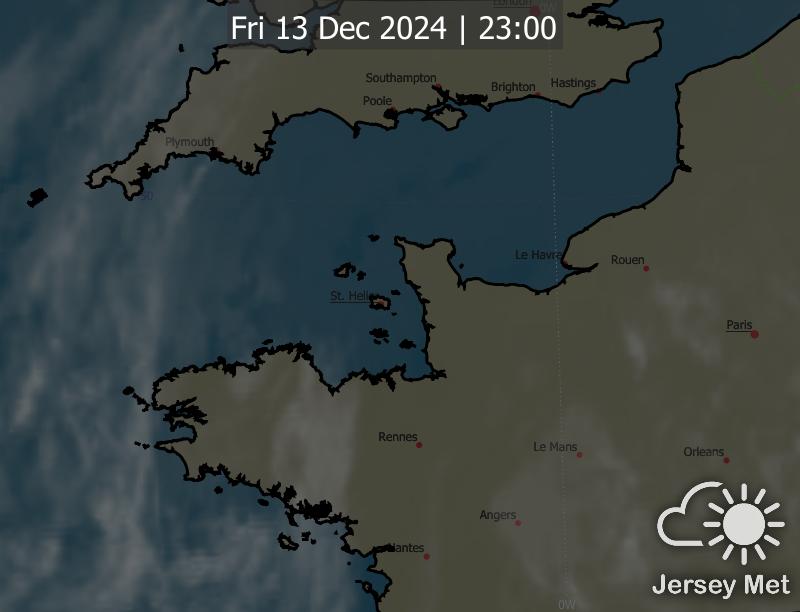 London
0W
Fri 13 Dec 2024 | 23:00
Southampton
Brighton
Hastings
Poole
Plymouth
50
Le Havre
Rouen
St. Helier
Paris
Rennes
Le Mans
Orleans
Angers
Nantes
Jersey Met
0W